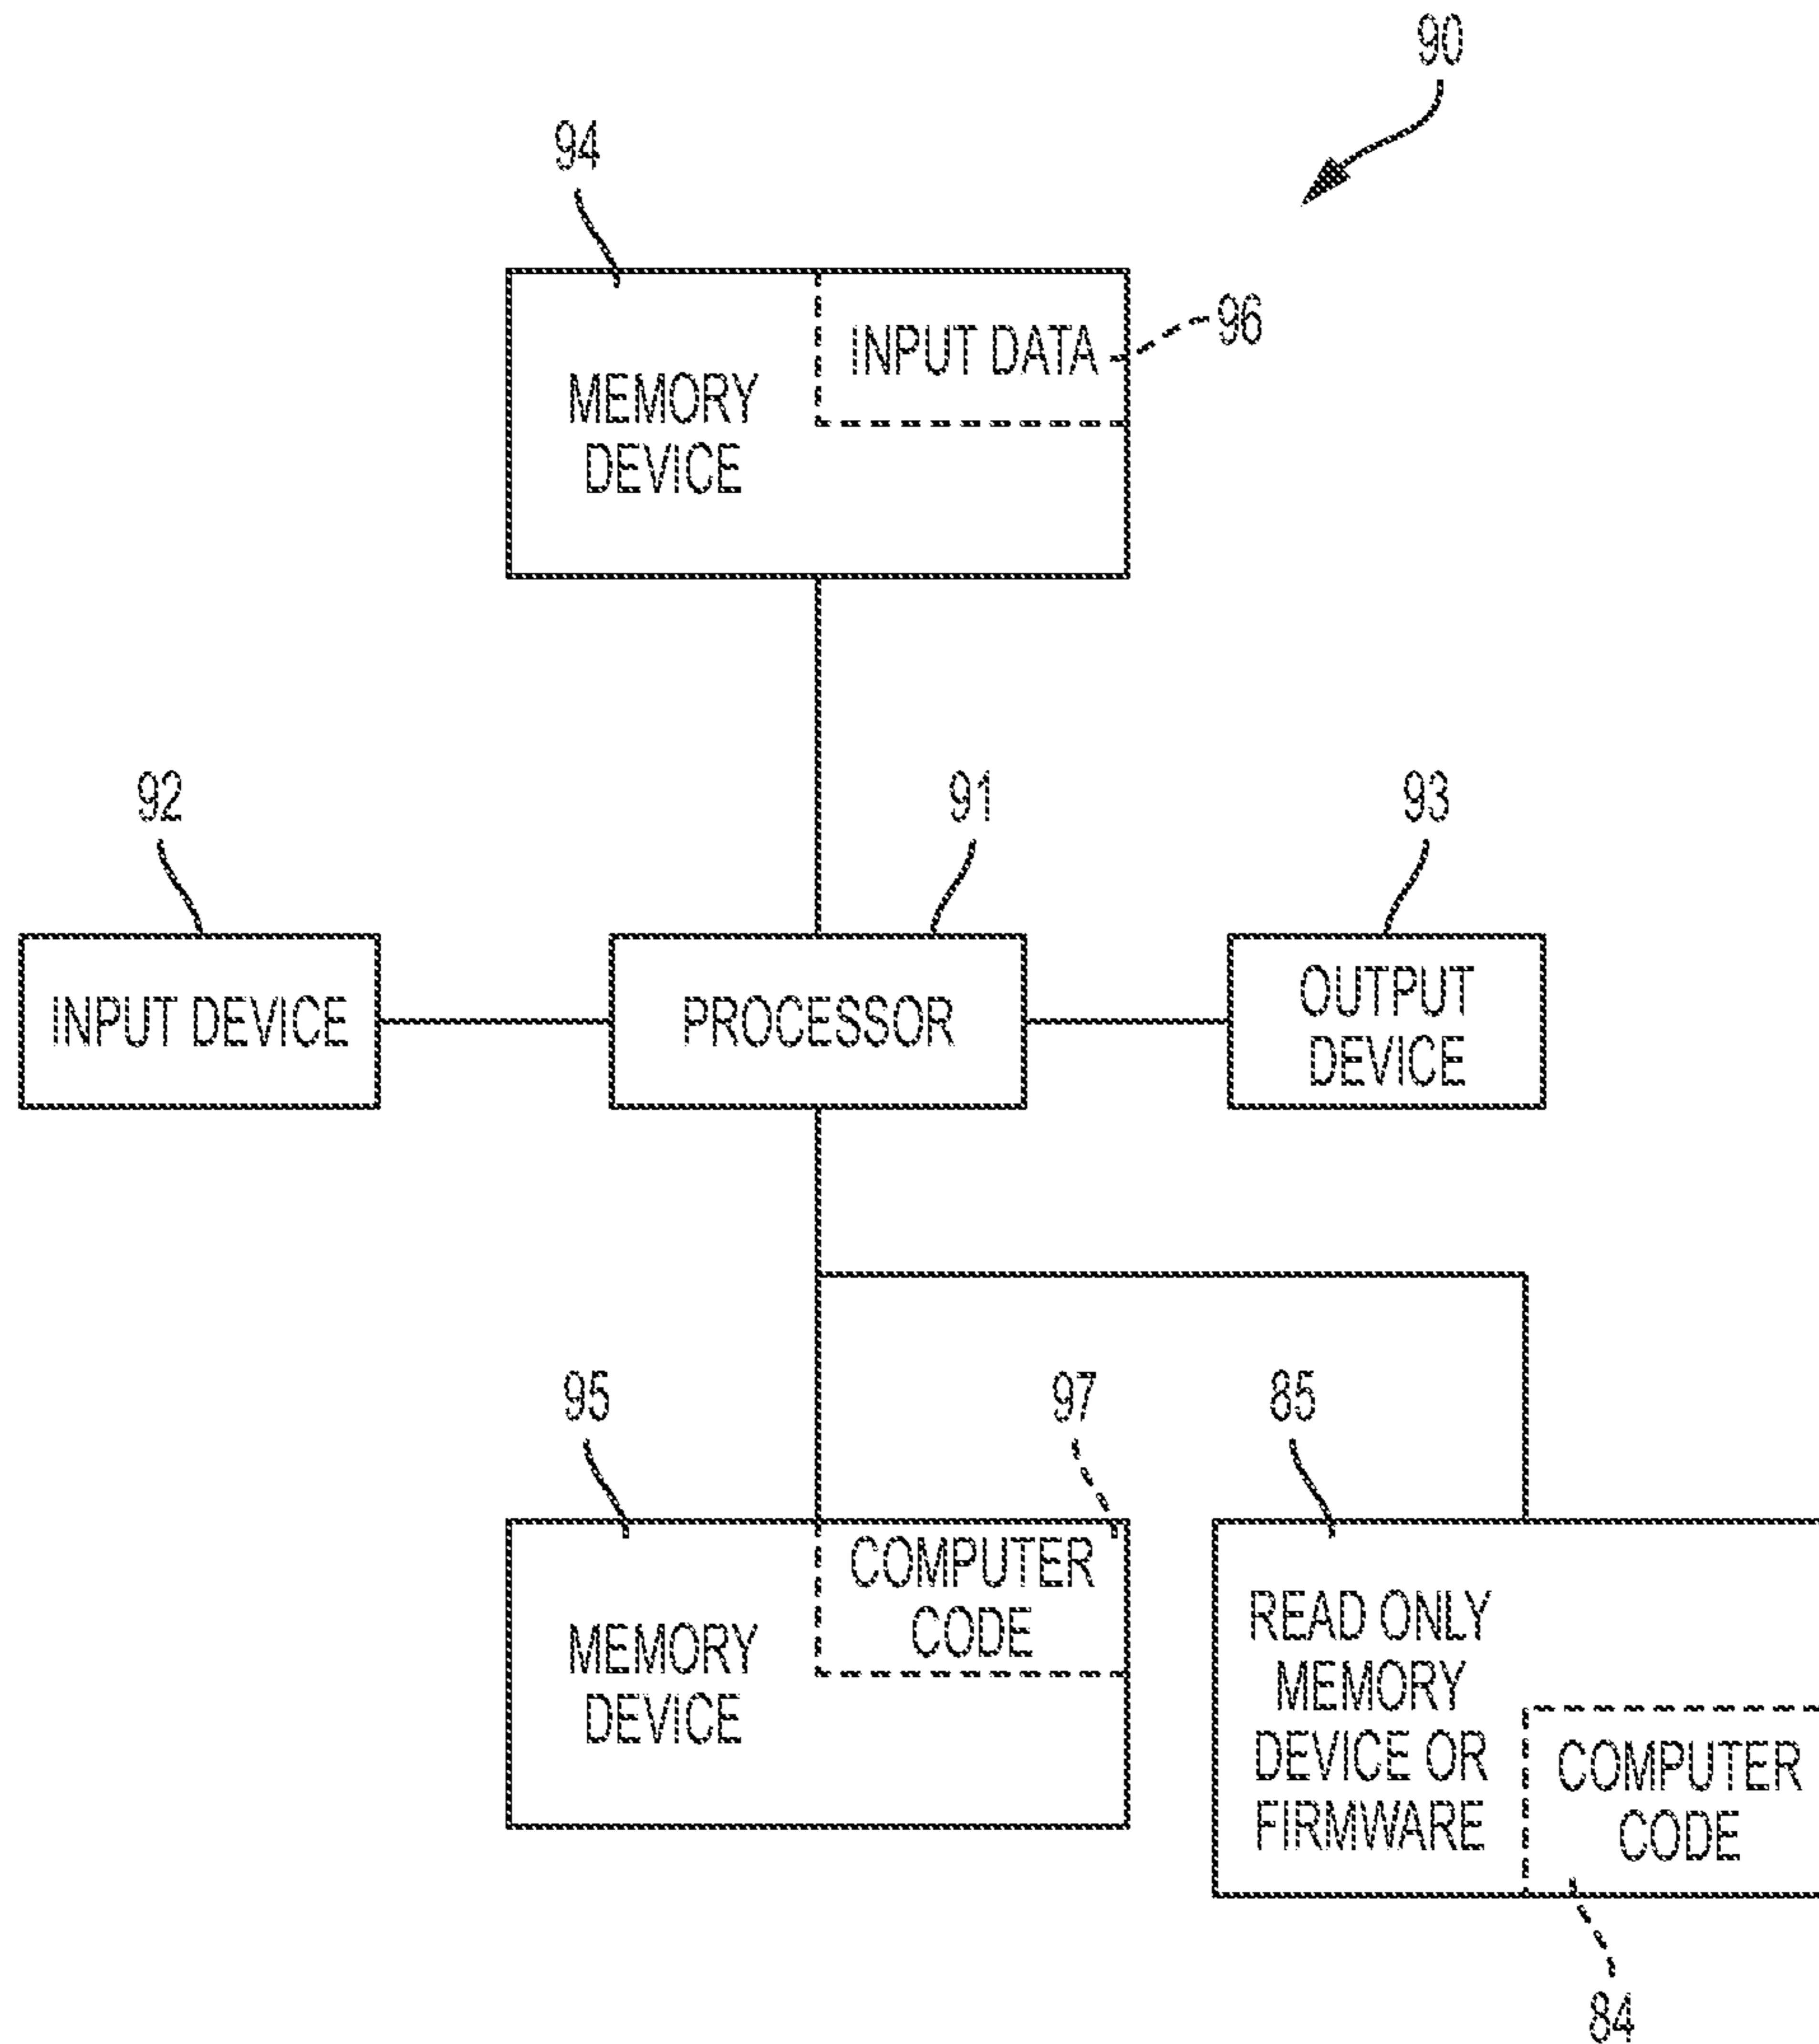 90
94
INPUT DATA
96
MEMORY
DEVICE
92
91
93
INPUT DEVICE
PROCESSOR
OUTPUT
DEVICE
95
97
85
COMPUTER
CODE
MEMORY
DEVICE
READ ONLY
MEMORY
DEVICE OR
FIRMWARE
COMPUTER
CODE
84